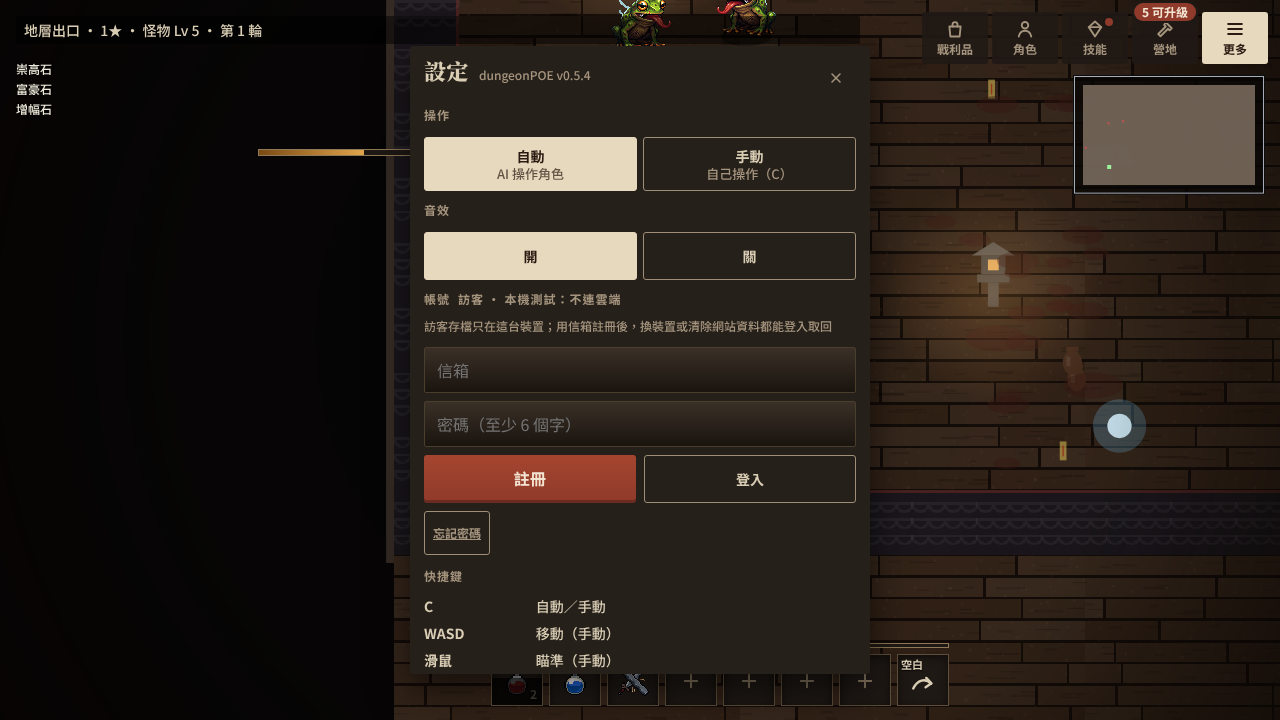 地層出口 · 1★ · 怪物 Lv 5 · 第 1 輪
崇高石
富豪石
增幅石
5 可升級
戰利品
角色
技能
營地
更多
設定 dungeonPOE v0.5.4
×
操作
自動
AI 操作角色
手動
自己操作（C）
音效
開
關
帳號 訪客 · 本機測試：不連雲端
訪客存檔只在這台裝置；用信箱註冊後，換裝置或清除網站資料都能登入取回
信箱
密碼（至少 6 個字）
註冊
登入
忘記密碼
快捷鍵
C 自動／手動
WASD 移動（手動）
滑鼠 瞄準（手動）
2
空白